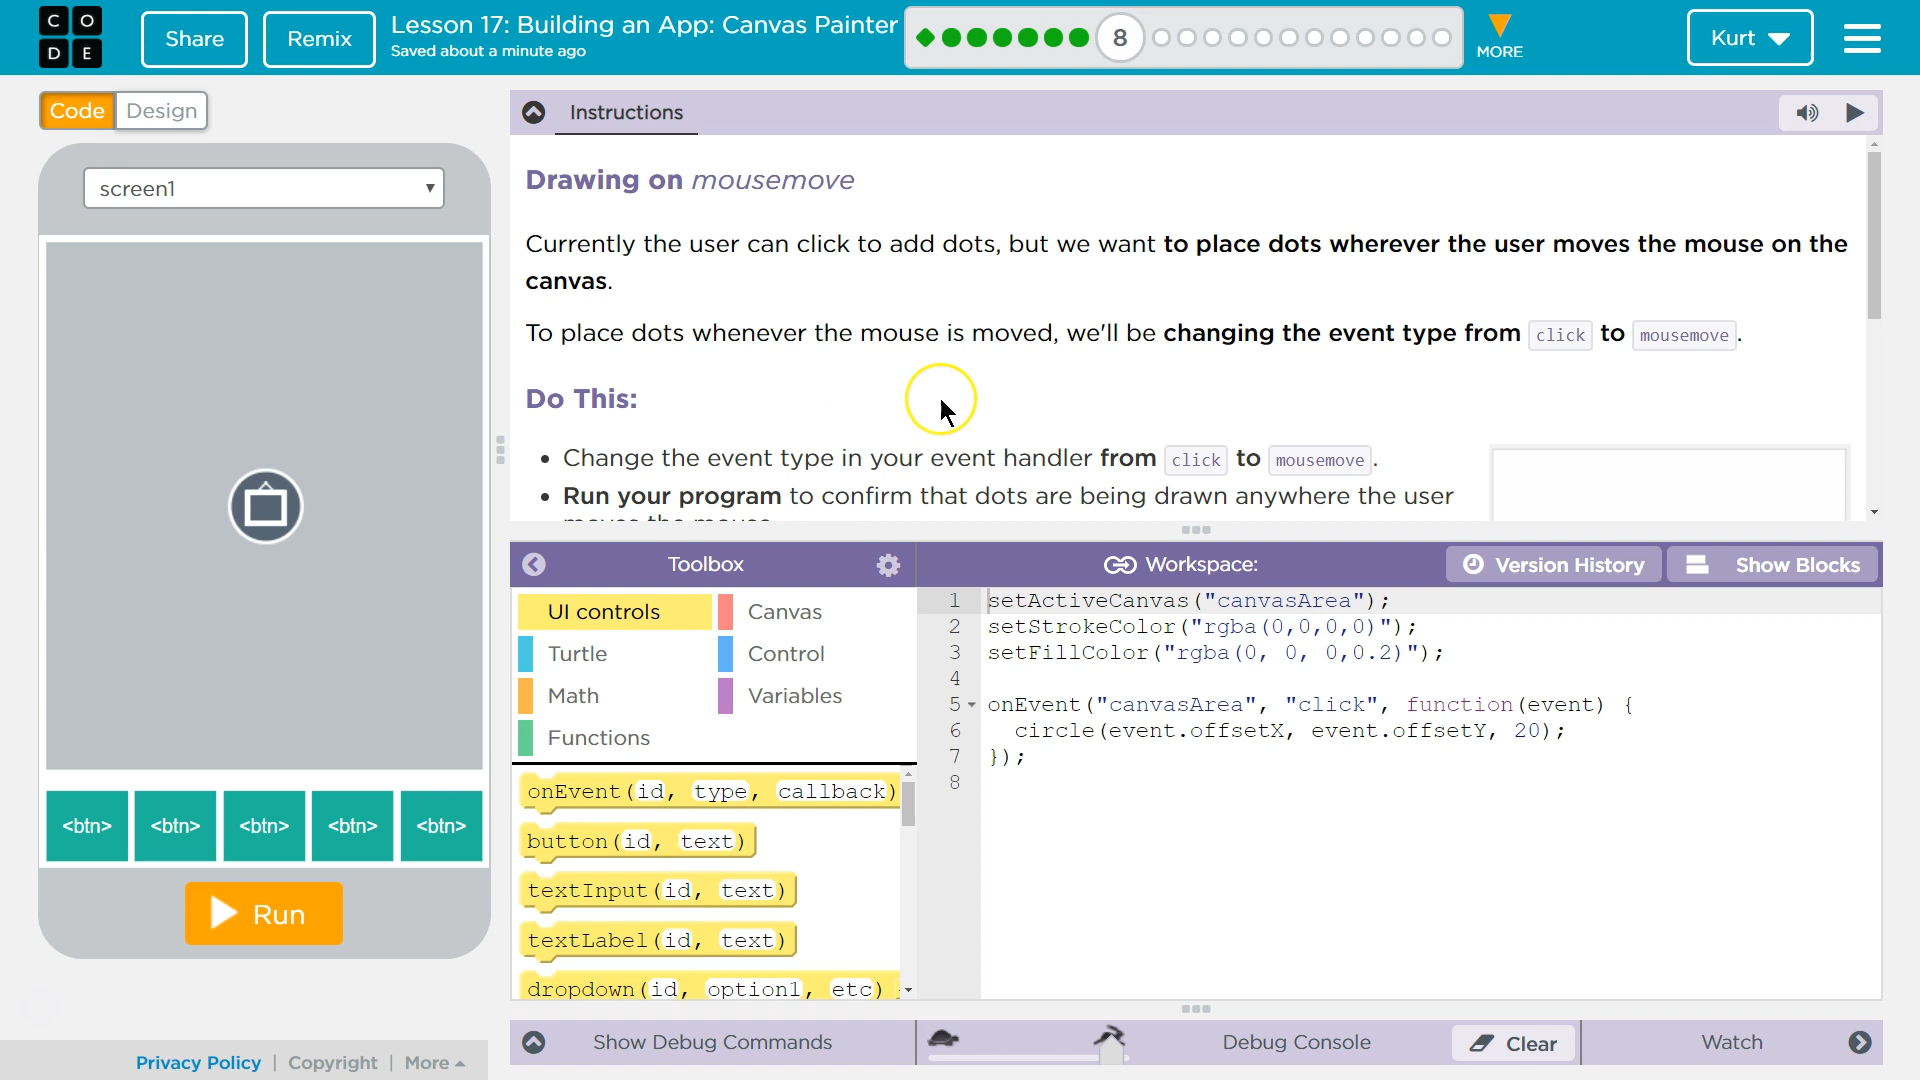 CODE
Share
Remix
Lesson 17: Building an App: Canvas Painter
Saved about a minute ago
8
MORE
Kurt
Code
Design
screen1
<btn>
<btn>
<btn>
<btn>
<btn>
Run
Privacy Policy | Copyright | More
Instructions
Drawing on mousemove
Currently the user can click to add dots, but we want to place dots wherever the user moves the mouse on the
canvas.
To place dots whenever the mouse is moved, we'll be changing the event type from click to mousemove.
Do This:
• Change the event type in your event handler from click to mousemove.
• Run your program to confirm that dots are being drawn anywhere the user
moves the mouse
Toolbox
Workspace:
Version History
Show Blocks
UI controls
Canvas
Turtle
Control
Math
Variables
Functions
onEvent(id, type, callback)
button(id, text)
textInput(id, text)
textLabel(id, text)
dropdown(id, option1, etc)
1 setActiveCanvas("canvasArea");
2 setStrokeColor("rgba(0,0,0,0)");
3 setFillColor("rgba(0, 0, 0,0.2)");
4
5 onEvent("canvasArea", "click", function(event) {
6 circle(event.offsetX, event.offsetY, 20);
7 });
8
Show Debug Commands
Debug Console
Clear
Watch